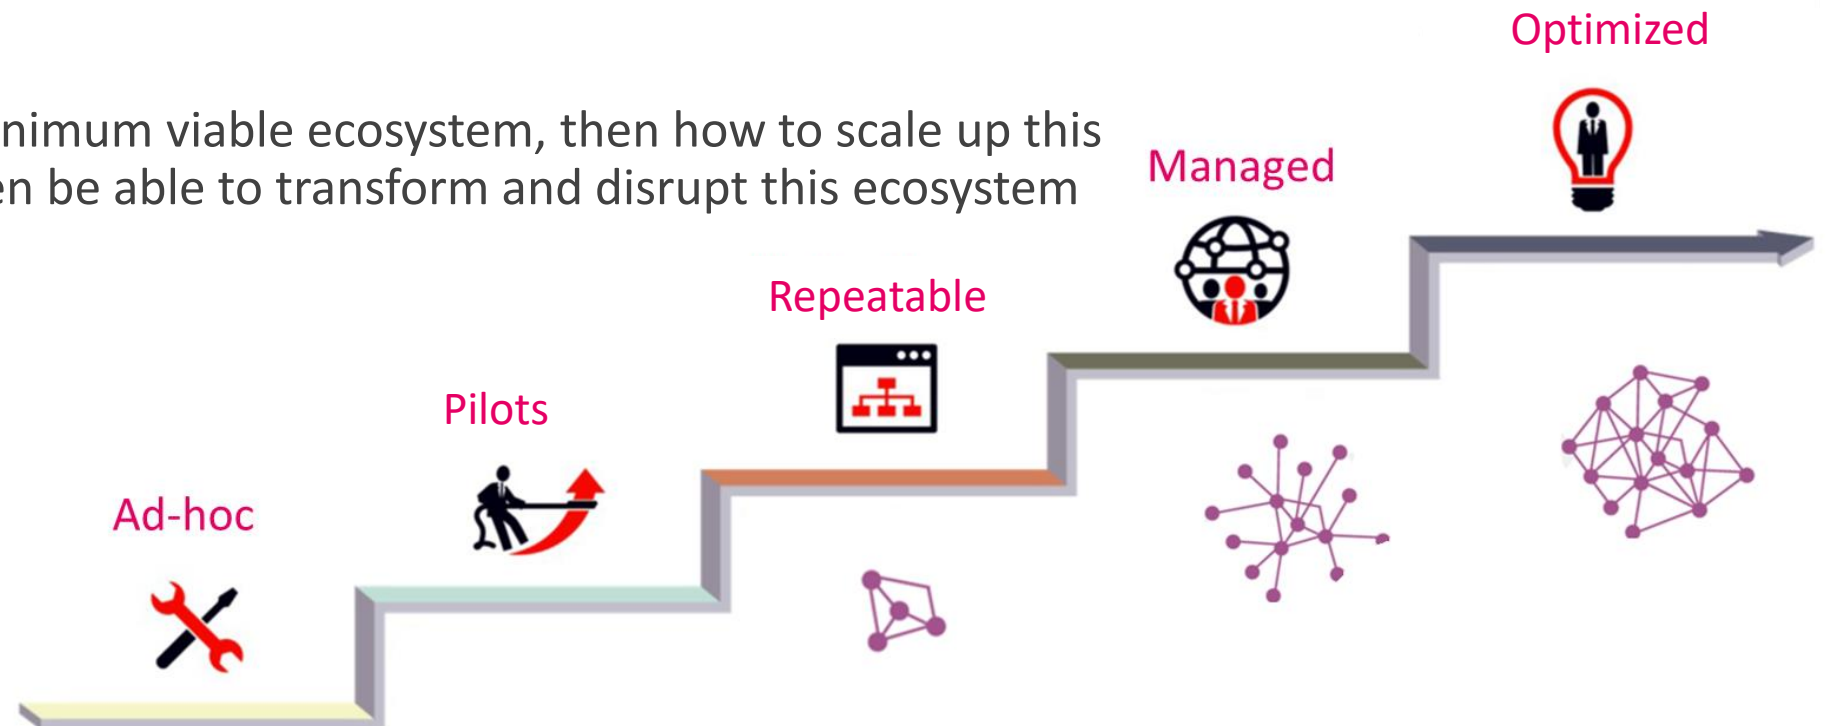 Optimized
nimum viable ecosystem, then how to scale up this
en be able to transform and disrupt this ecosystem
Managed
Repeatable
Pilots
Ad-hoc